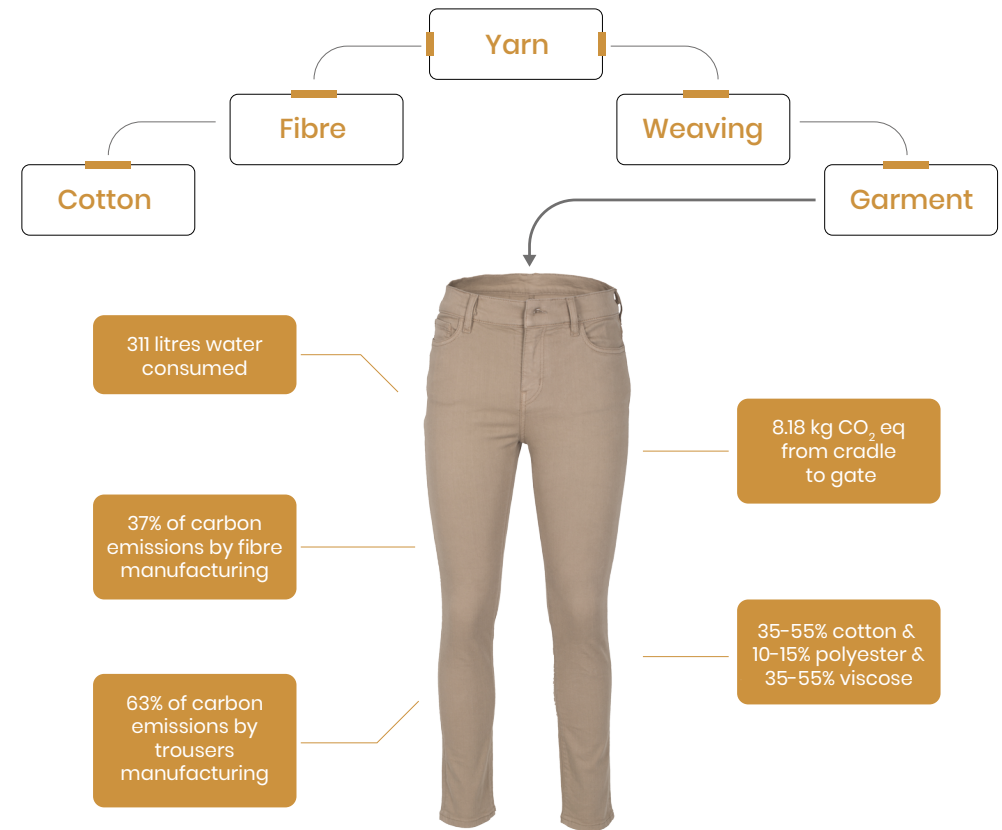 Yarn
Fibre
Weaving
Cotton
Garment
311 litres water
consumed
8.18 kg CO₂ eq
from cradle
to gate
37% of carbon
emissions by fibre
manufacturing
35-55% cotton &
10-15% polyester &
35-55% viscose
63% of carbon
emissions by
trousers
manufacturing